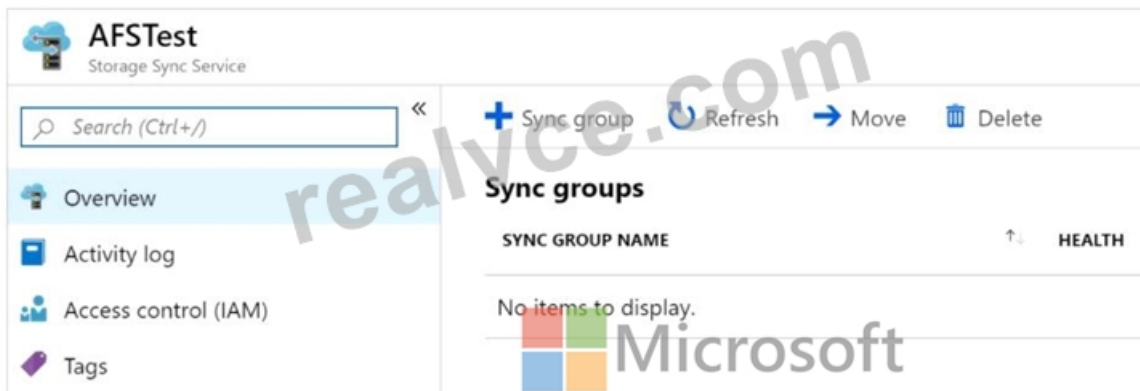 AFSTest
Storage Sync Service
Search (Ctrl+/)
«
Overview
Activity log
Access control (IAM)
Tags
Sync group Refresh Move Delete
Sync groups
SYNC GROUP NAME HEALTH
No items to display.
realvce.com
Microsoft